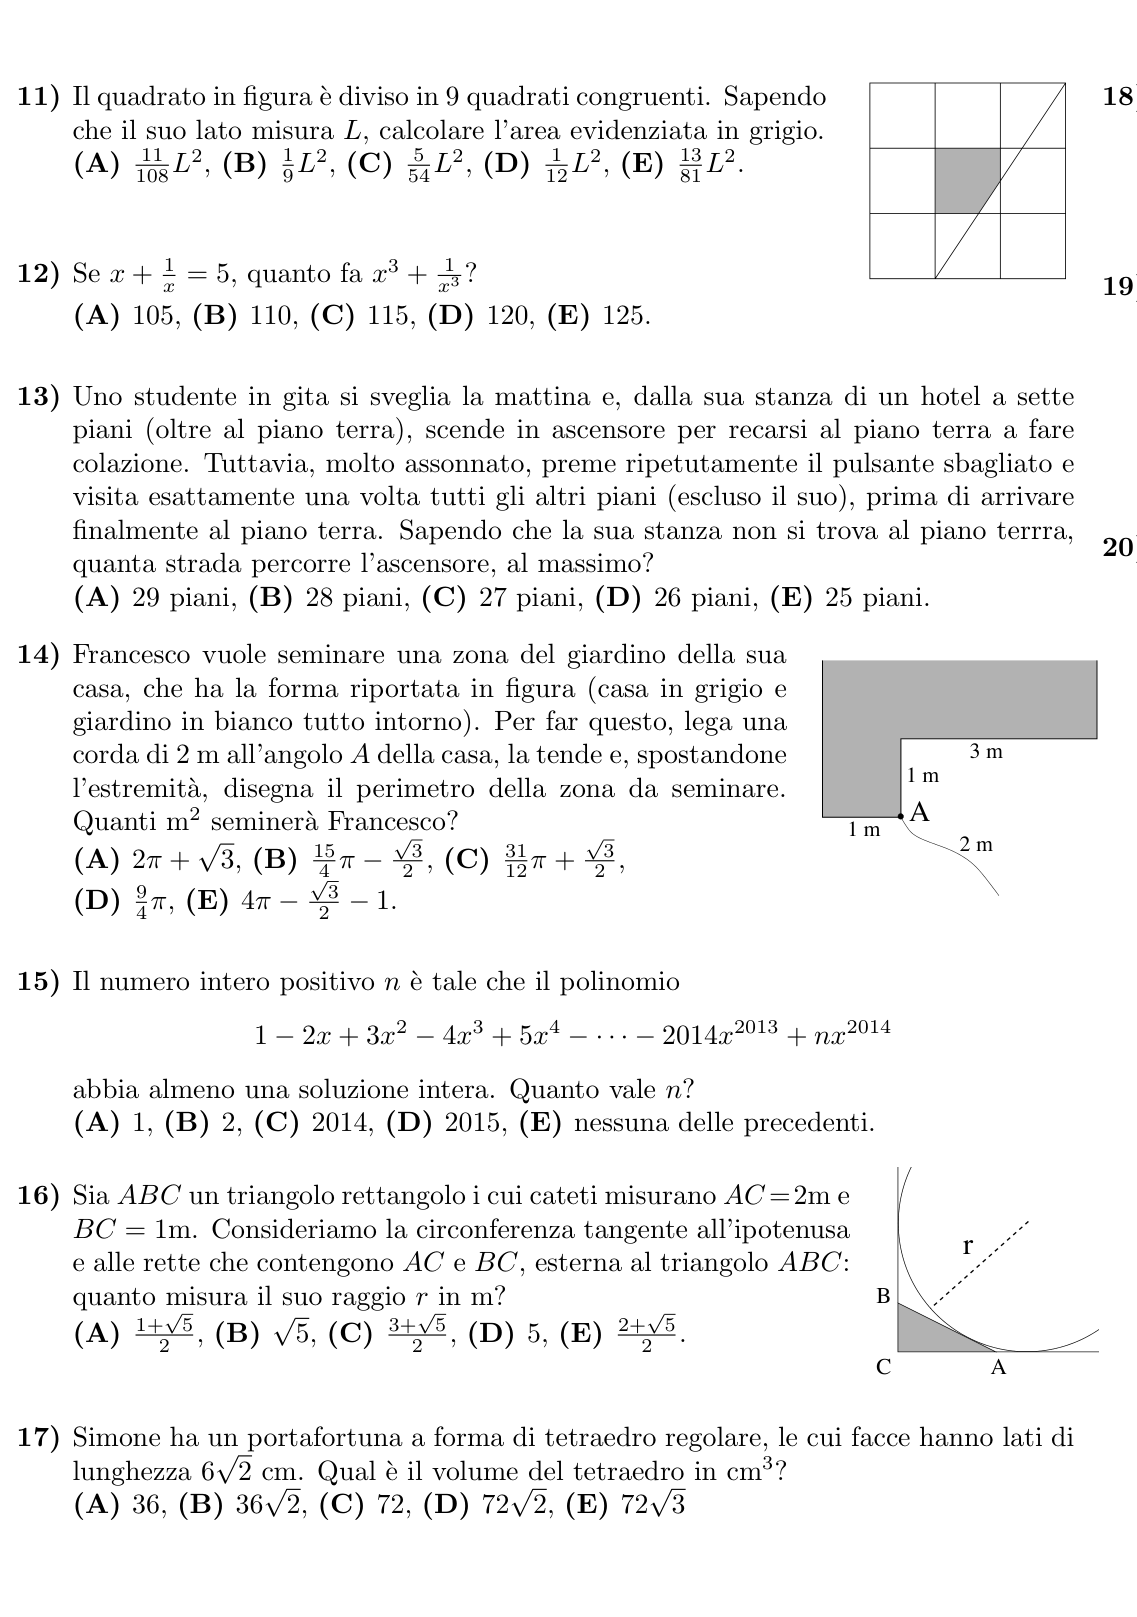 11) Il quadrato in figura è diviso in 9 quadrati congruenti. Sapendo
che il suo lato misura L, calcolare l'area evidenziata in grigio.
(A) 11/108 L², (B) 1/9 L², (C) 5/54 L², (D) 1/12 L², (E) 13/81 L².
12) Se x + 1/x = 5, quanto fa x³ + 1/x³?
(A) 105, (B) 110, (C) 115, (D) 120, (E) 125.
13) Uno studente in gita si sveglia la mattina e, dalla sua stanza di un hotel a sette
piani (oltre al piano terra), scende in ascensore per recarsi al piano terra a fare
colazione. Tuttavia, molto assonnato, preme ripetutamente il pulsante sbagliato e
visita esattamente una volta tutti gli altri piani (escluso il suo), prima di arrivare
finalmente al piano terra. Sapendo che la sua stanza non si trova al piano terrra,
quanta strada percorre l'ascensore, al massimo?
(A) 29 piani, (B) 28 piani, (C) 27 piani, (D) 26 piani, (E) 25 piani.
14) Francesco vuole seminare una zona del giardino della sua
casa, che ha la forma riportata in figura (casa in grigio e
giardino in bianco tutto intorno). Per far questo, lega una
corda di 2 m all'angolo A della casa, la tende e, spostandone
l'estremità, disegna il perimetro della zona da seminare.
Quanti m² seminerà Francesco?
(A) 2π + √3, (B) 15/4 π − √3/2, (C) 31/12 π + √3/2,
(D) 9/4 π, (E) 4π − √3/2 − 1.
3 m
1 m
A
1 m
2 m
15) Il numero intero positivo n è tale che il polinomio
1 − 2x + 3x² − 4x³ + 5x⁴ − ··· − 2014x²⁰¹³ + nx²⁰¹⁴
abbia almeno una soluzione intera. Quanto vale n?
(A) 1, (B) 2, (C) 2014, (D) 2015, (E) nessuna delle precedenti.
16) Sia ABC un triangolo rettangolo i cui cateti misurano AC = 2m e
BC = 1m. Consideriamo la circonferenza tangente all'ipotenusa
e alle rette che contengono AC e BC, esterna al triangolo ABC:
quanto misura il suo raggio r in m?
(A) (1+√5)/2, (B) √5, (C) (3+√5)/2, (D) 5, (E) (2+√5)/2.
r
B
C
A
17) Simone ha un portafortuna a forma di tetraedro regolare, le cui facce hanno lati di
lunghezza 6√2 cm. Qual è il volume del tetraedro in cm³?
(A) 36, (B) 36√2, (C) 72, (D) 72√2, (E) 72√3
18)
19)
20)